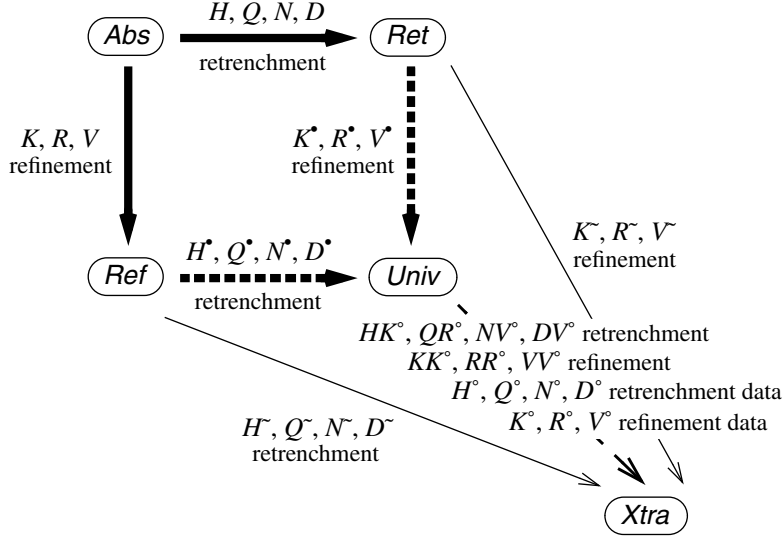 H, Q, N, D
Abs
Ret
retrenchment
K, R, V
refinement
K•, R•, V•
refinement
K~, R~, V~
refinement
H•, Q•, N•, D•
Ref
Univ
retrenchment
HK°, QR°, NV°, DV° retrenchment
KK°, RR°, VV° refinement
H°, Q°, N°, D° retrenchment data
K°, R°, V° refinement data
H~, Q~, N~, D~
retrenchment
Xtra